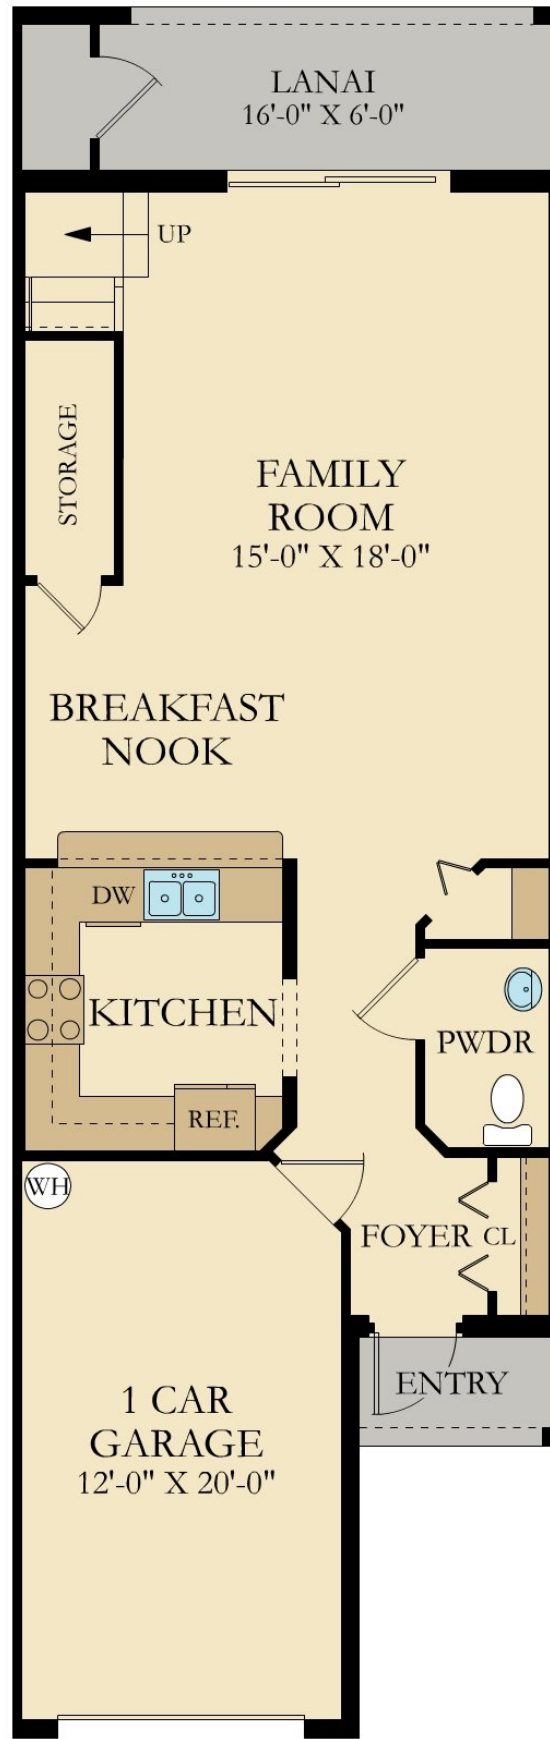 LANAI
16'-0" X 6'-0"
UP
STORAGE
FAMILY
ROOM
15'-0" X 18'-0"
BREAKFAST
NOOK
DW
KITCHEN
PWDR
REF.
WH
FOYER
CL
ENTRY
1 CAR
GARAGE
12'-0" X 20'-0"